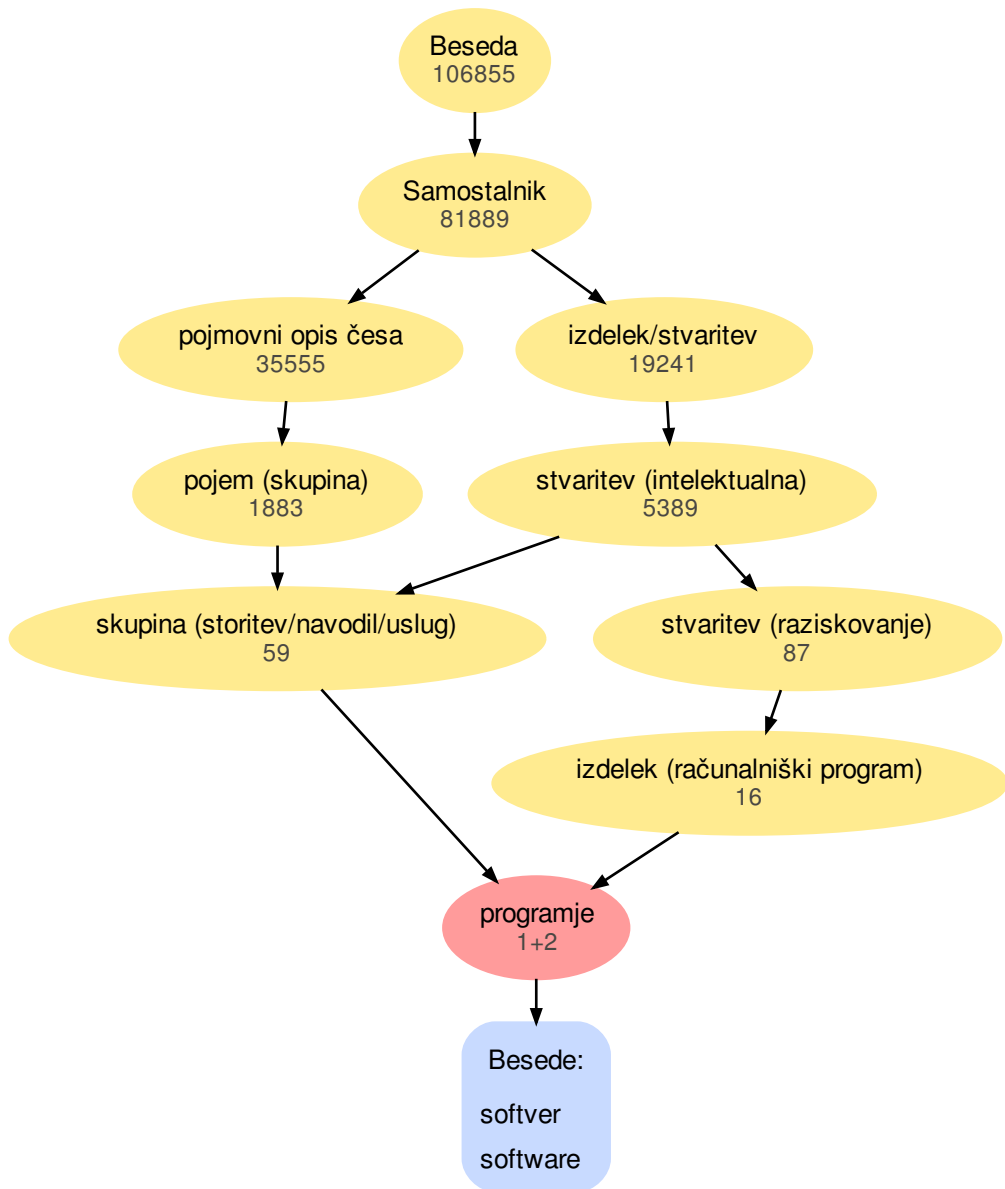 Beseda
106855
Samostalnik
81889
pojmovni opis česa
35555
izdelek/stvaritev
19241
pojem (skupina)
1883
stvaritev (intelektualna)
5389
skupina (storitev/navodil/uslug)
59
stvaritev (raziskovanje)
87
izdelek (računalniški program)
16
programje
1+2
Besede:
softver
software